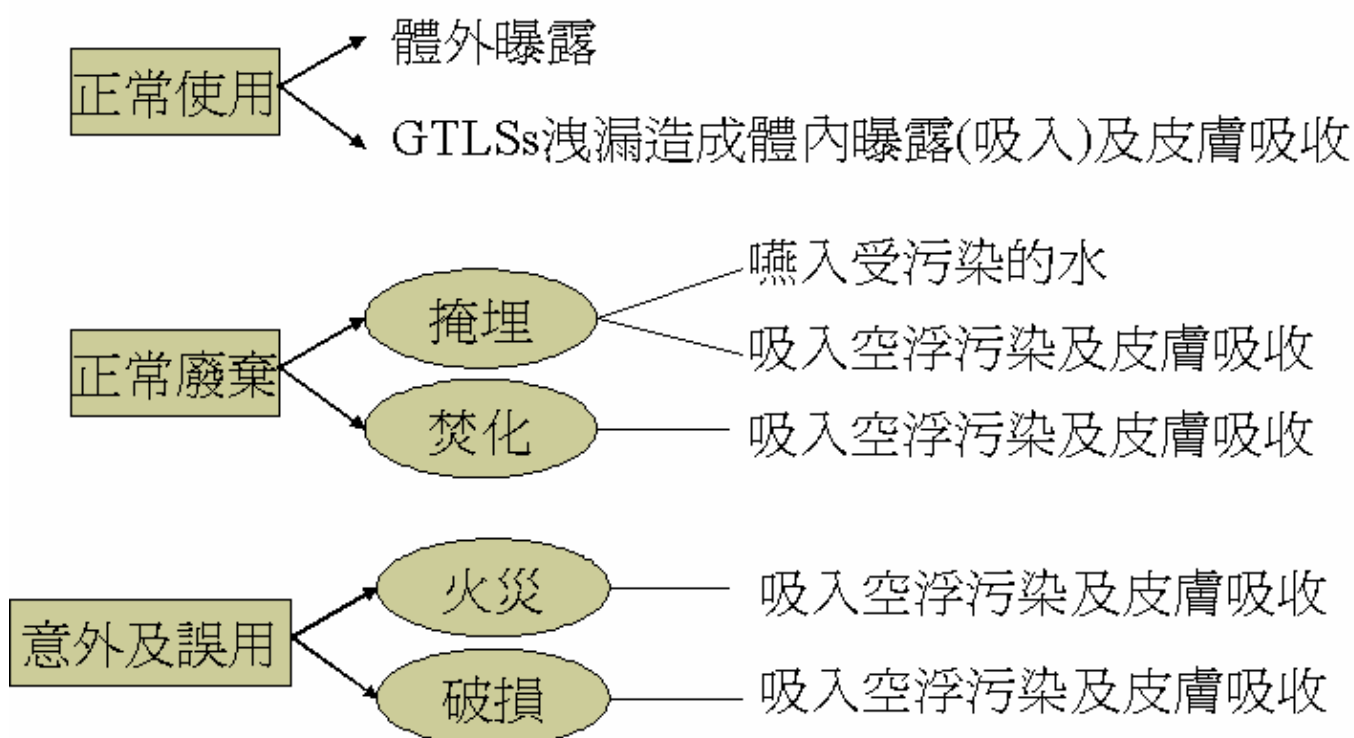 體外曝露
正常使用
GTLSs洩漏造成體內曝露(吸入)及皮膚吸收
嚥入受污染的水
掩埋
吸入空浮污染及皮膚吸收
正常廢棄
焚化
吸入空浮污染及皮膚吸收
火災
吸入空浮污染及皮膚吸收
意外及誤用
破損
吸入空浮污染及皮膚吸收